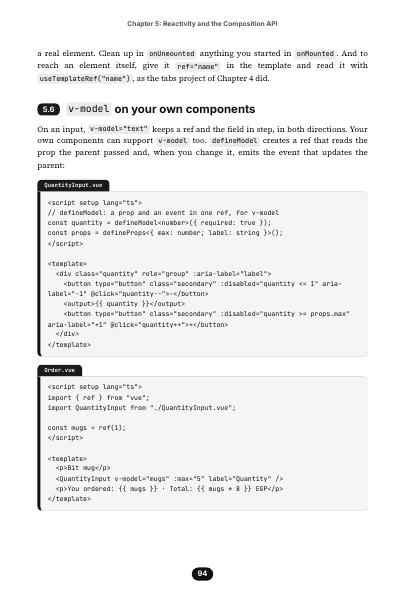 Chapter 5: Reactivity and the Composition API
a real element. Clean up in onUnmounted anything you started in onMounted. And to
reach an element itself, give it ref="name" in the template and read it with
useTemplateRef("name"), as the tabs project of Chapter 4 did.
5.6 v-model on your own components
On an input, v-model="text" keeps a ref and the field in step, in both directions. Your
own components can support v-model too. defineModel creates a ref that reads the
prop the parent passed and, when you change it, emits the event that updates the
parent:
QuantityInput.vue
<script setup lang="ts">
// defineModel: a prop and an event in one ref, for v-model
const quantity = defineModel<number>({ required: true });
const props = defineProps<{ max: number; label: string }>();
</script>
<template>
<div class="quantity" role="group" :aria-label="label">
<button type="button" class="secondary" :disabled="quantity <= 1" aria-
label="-1" @click="quantity--">-</button>
<output>{{ quantity }}</output>
<button type="button" class="secondary" :disabled="quantity >= props.max"
aria-label="+1" @click="quantity++">+</button>
</div>
</template>
Order.vue
<script setup lang="ts">
import { ref } from "vue";
import QuantityInput from "./QuantityInput.vue";
const mugs = ref(1);
</script>
<template>
<p>Bit mug</p>
<QuantityInput v-model="mugs" :max="5" label="Quantity" />
<p>You ordered: {{ mugs }} · Total: {{ mugs * 8 }} EGP</p>
</template>
94